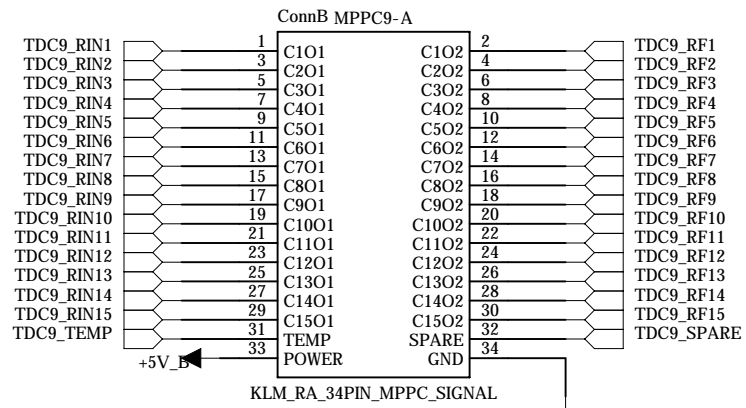 ConnB MPPC9-A
TDC9_RIN1 1 C1O1 C1O2 2 TDC9_RF1
TDC9_RIN2 3 C2O1 C2O2 4 TDC9_RF2
TDC9_RIN3 5 C3O1 C3O2 6 TDC9_RF3
TDC9_RIN4 7 C4O1 C4O2 8 TDC9_RF4
TDC9_RIN5 9 C5O1 C5O2 10 TDC9_RF5
TDC9_RIN6 11 C6O1 C6O2 12 TDC9_RF6
TDC9_RIN7 13 C7O1 C7O2 14 TDC9_RF7
TDC9_RIN8 15 C8O1 C8O2 16 TDC9_RF8
TDC9_RIN9 17 C9O1 C9O2 18 TDC9_RF9
TDC9_RIN10 19 C10O1 C10O2 20 TDC9_RF10
TDC9_RIN11 21 C11O1 C11O2 22 TDC9_RF11
TDC9_RIN12 23 C12O1 C12O2 24 TDC9_RF12
TDC9_RIN13 25 C13O1 C13O2 26 TDC9_RF13
TDC9_RIN14 27 C14O1 C14O2 28 TDC9_RF14
TDC9_RIN15 29 C15O1 C15O2 30 TDC9_RF15
TDC9_TEMP 31 TEMP SPARE 32 TDC9_SPARE
+5V_B 33 POWER GND 34
KLM_RA_34PIN_MPPC_SIGNAL